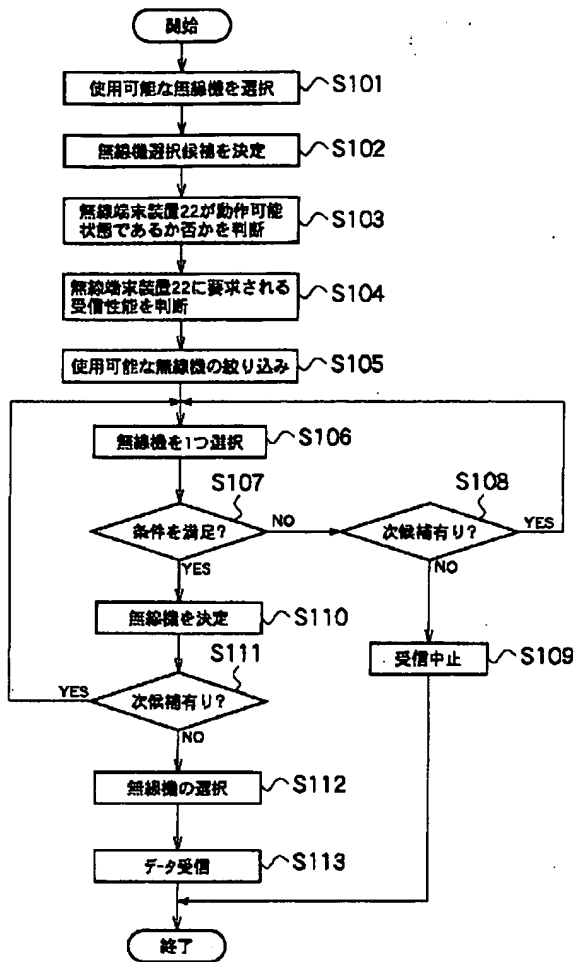 開始
使用可能な無線機を選択
S101
無線機選択候補を決定
S102
無線端末装置22が動作可能
状態であるか否かを判断
S103
無線端末装置22に要求される
受信性能を判断
S104
使用可能な無線機の絞り込み
S105
無線機を1つ選択
S106
S107
条件を満足?
NO
YES
S108
次候補有り?
YES
NO
無線機を決定
S110
受信中止
S109
S111
次候補有り?
YES
NO
無線機の選択
S112
データ受信
S113
終了